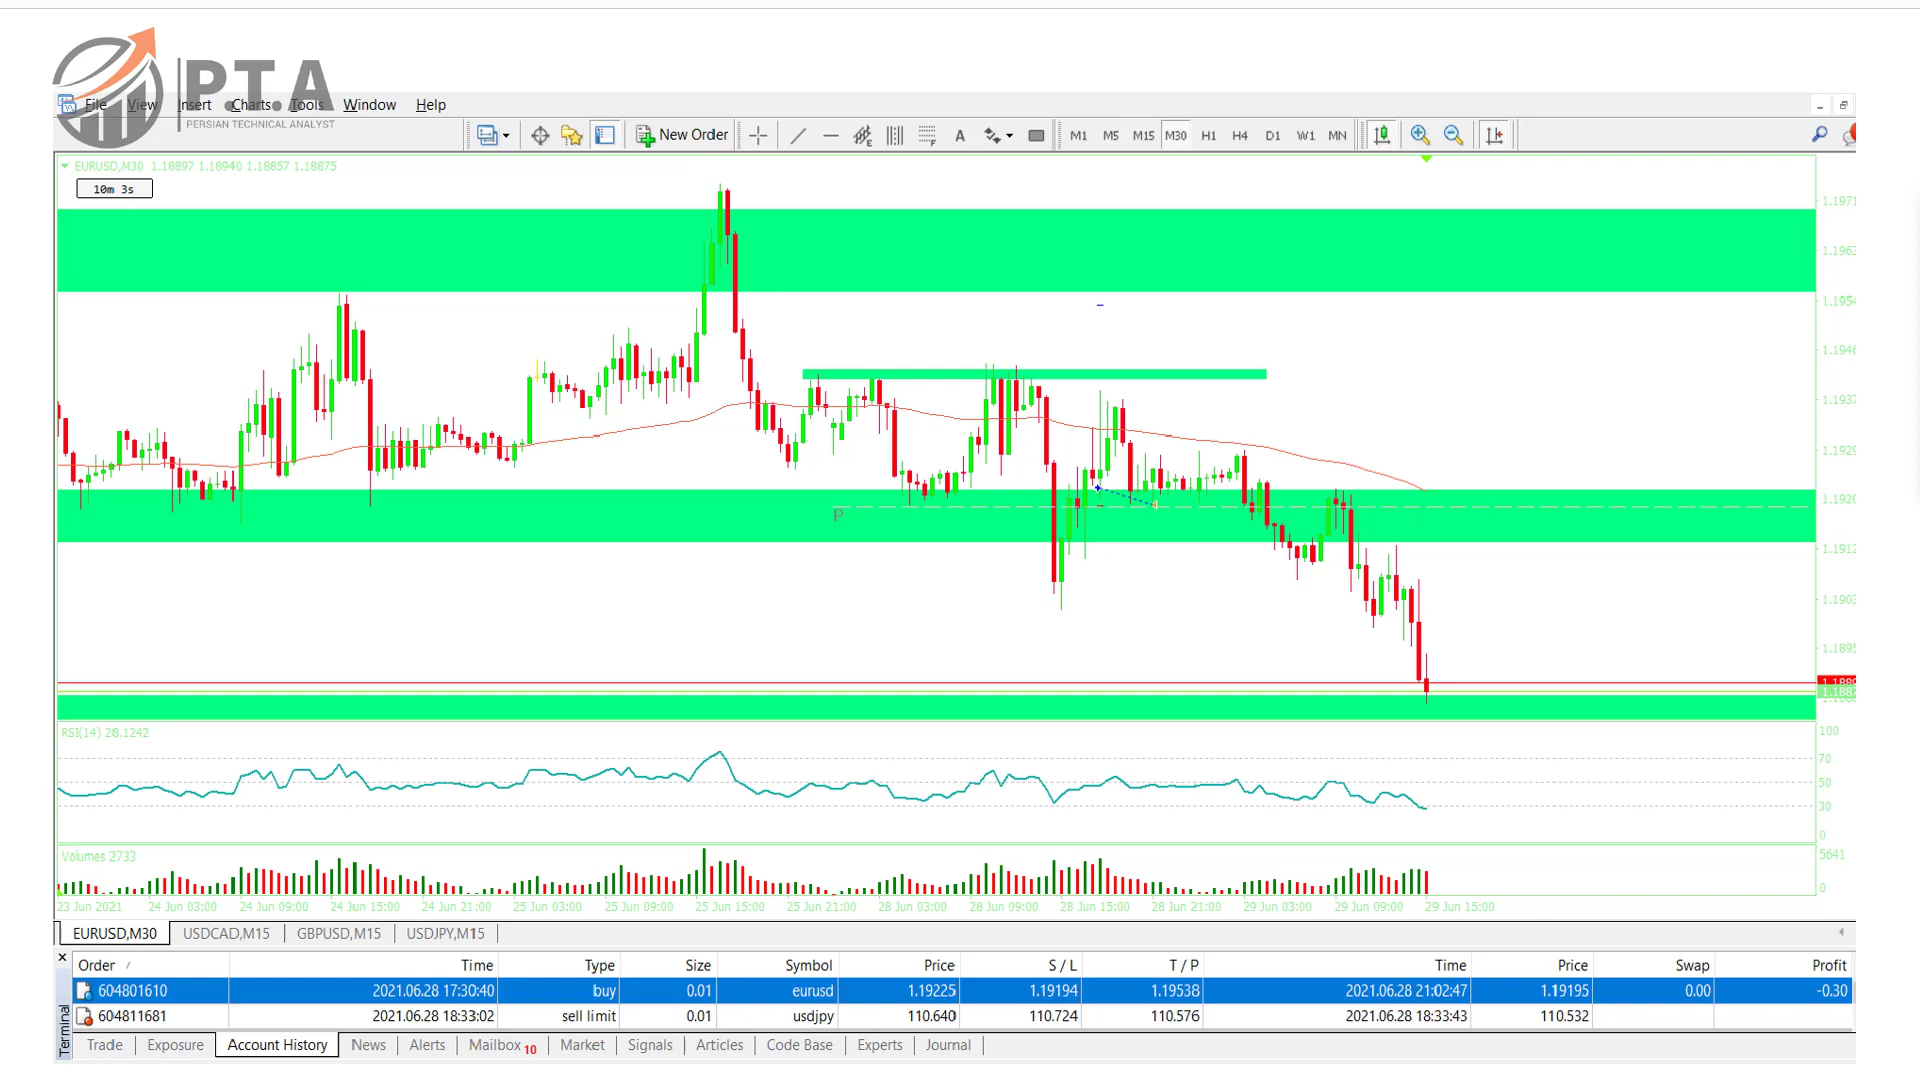 P.T.A
PERSIAN TECHNICAL ANALYST
File View Insert Charts Tools Window Help
New Order A M1 M5 M15 M30 H1 H4 D1 W1 MN
EURUSD,M30 1.18897 1.18940 1.18857 1.18875
10m 3s
1.1971
1.1963
1.1954
1.1946
1.1937
1.1929
1.1920
P
1.1912
1.1903
1.1895
1.1889
1.1887
RSI(14) 28.1242
100
70
50
30
0
Volumes 2733
5641
0
23 Jun 2021 24 Jun 03:00 24 Jun 09:00 24 Jun 15:00 24 Jun 21:00 25 Jun 03:00 25 Jun 09:00 25 Jun 15:00 25 Jun 21:00 28 Jun 03:00 28 Jun 09:00 28 Jun 15:00 28 Jun 21:00 29 Jun 03:00 29 Jun 09:00 29 Jun 15:00
EURUSD,M30 USDCAD,M15 GBPUSD,M15 USDJPY,M15
Order / Time Type Size Symbol Price S / L T / P Time Price Swap Profit
604801610 2021.06.28 17:30:40 buy 0.01 eurusd 1.19225 1.19194 1.19538 2021.06.28 21:02:47 1.19195 0.00 -0.30
604811681 2021.06.28 18:33:02 sell limit 0.01 usdjpy 110.640 110.724 110.576 2021.06.28 18:33:43 110.532
Terminal
Trade Exposure Account History News Alerts Mailbox 10 Market Signals Articles Code Base Experts Journal